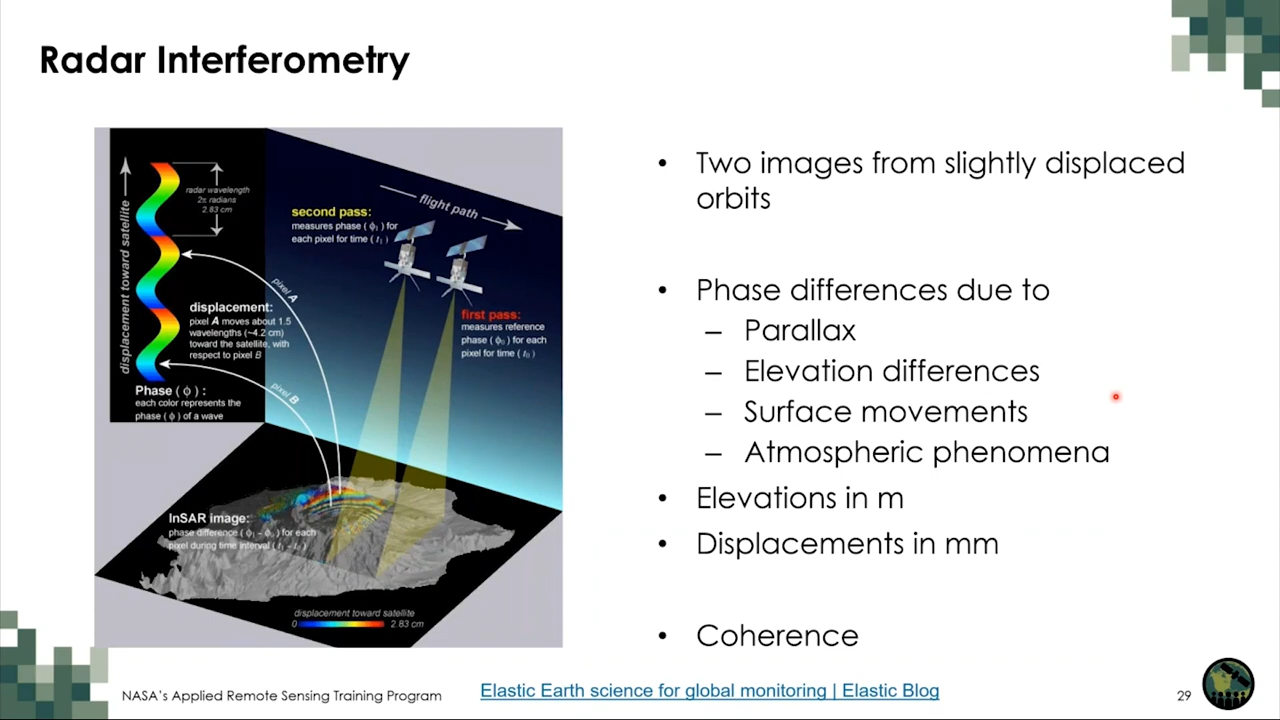 Radar Interferometry
displacement toward satellite
radar wavelength
2π radians
2.83 cm
second pass:
measures phase ( ϕ₁ ) for
each pixel for time ( t₁ )
flight path
pixel A
displacement:
pixel A moves about 1.5
wavelengths (~4.2 cm)
toward the satellite, with
respect to pixel B
first pass:
measures reference
phase ( ϕ₀ ) for each
pixel for time ( t₀ )
Phase ( ϕ ) :
each color represents the
phase ( ϕ ) of a wave
pixel B
InSAR image:
phase difference ( ϕ₁ – ϕ ) for each
pixel during time interval ( t₁ – t )
displacement toward satellite
0 2.83 cm
• Two images from slightly displaced
orbits
• Phase differences due to
– Parallax
– Elevation differences
– Surface movements
– Atmospheric phenomena
• Elevations in m
• Displacements in mm
• Coherence
NASA's Applied Remote Sensing Training Program
Elastic Earth science for global monitoring | Elastic Blog
29